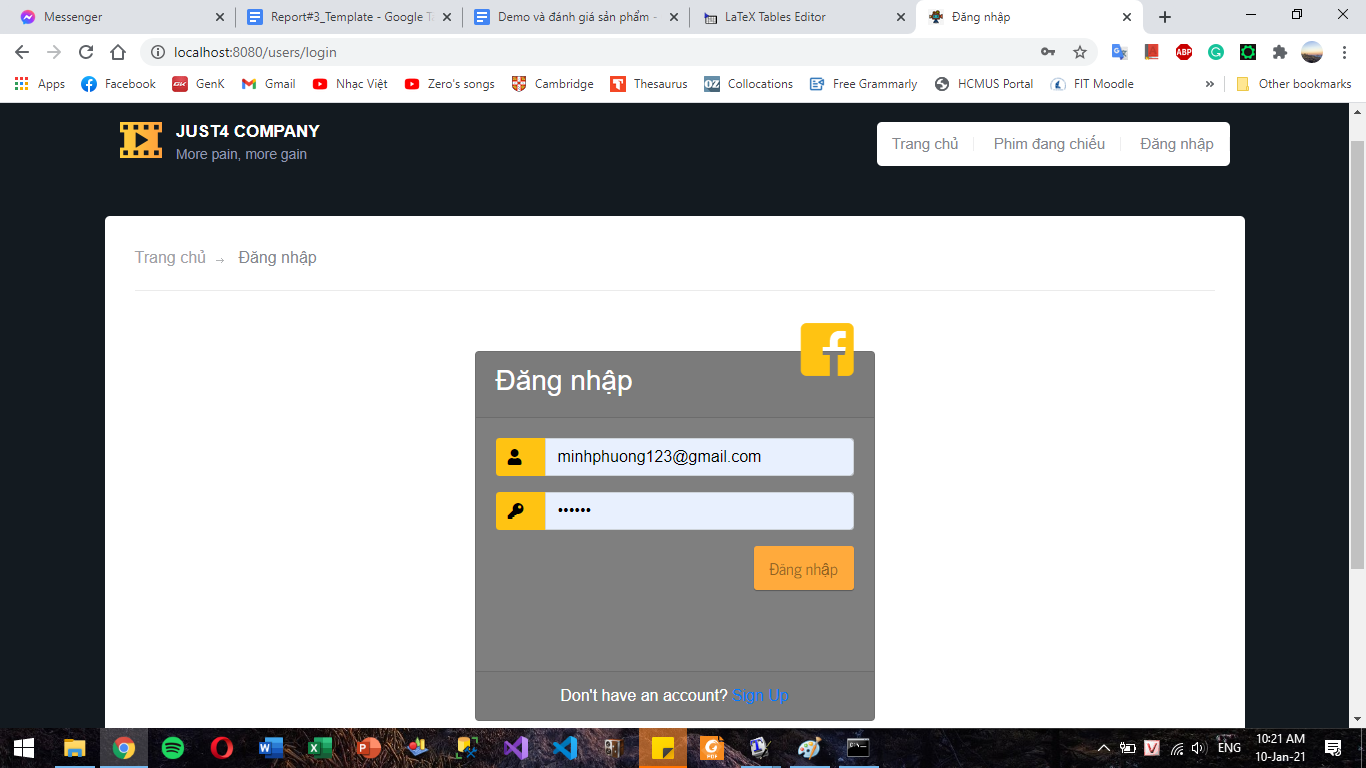 Messenger
Report#3_Template - Google T
Demo và đánh giá sản phẩm -
LaTeX Tables Editor
Đăng nhập
localhost:8080/users/login
Apps
Facebook
GenK
Gmail
Nhạc Việt
Zero's songs
Cambridge
Thesaurus
OZ Collocations
Free Grammarly
HCMUS Portal
FIT Moodle
»
Other bookmarks
JUST4 COMPANY
More pain, more gain
Trang chủ
Phim đang chiếu
Đăng nhập
Trang chủ → Đăng nhập
Đăng nhập
minhphuong123@gmail.com
••••••
Đăng nhập
Don't have an account? Sign Up
ENG
10:21 AM
10-Jan-21